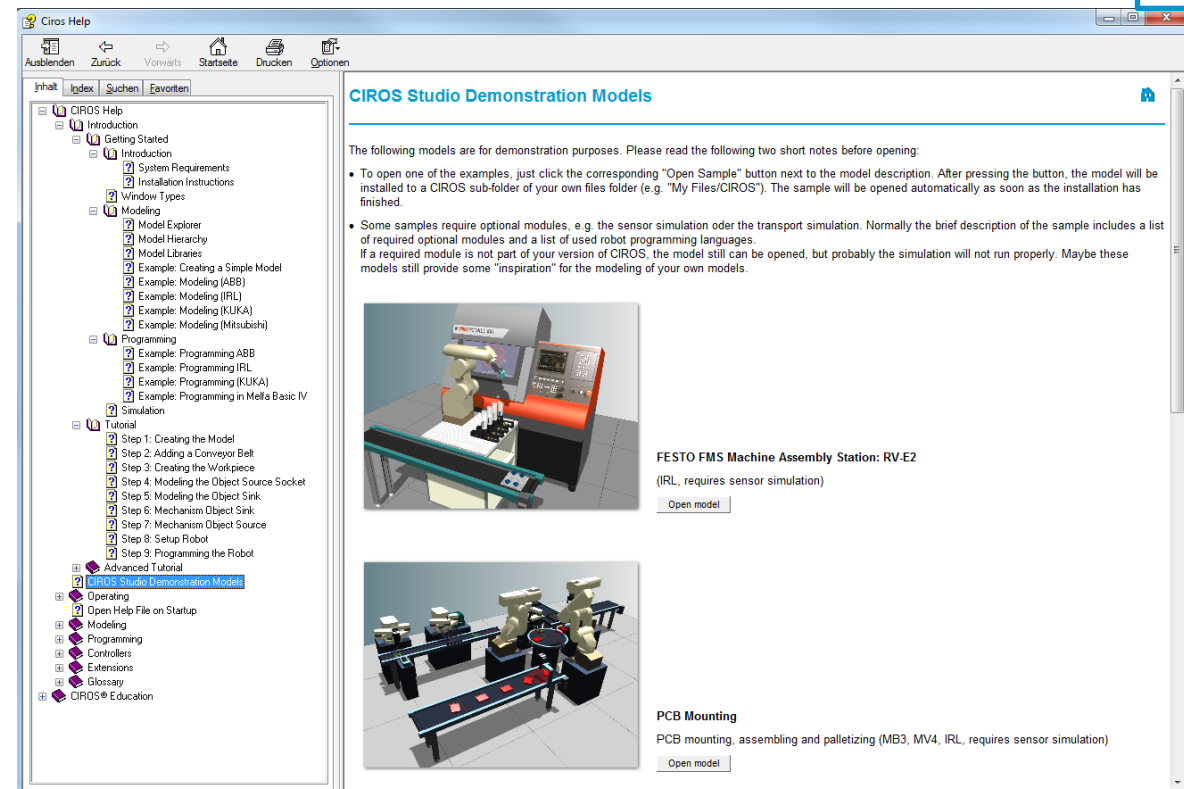 Ciros Help
Ausblenden Zurück Vorwärts Startseite Drucken Optionen
Inhalt Index Suchen Favoriten
CIROS Help
Introduction
Getting Started
Introduction
System Requirements
Installation Instructions
Window Types
Modeling
Model Explorer
Model Hierarchy
Model Libraries
Example: Creating a Simple Model
Example: Modeling (ABB)
Example: Modeling (IRL)
Example: Modeling (KUKA)
Example: Modeling (Mitsubishi)
Programming
Example: Programming ABB
Example: Programming IRL
Example: Programming (KUKA)
Example: Programming in Melfa Basic IV
Simulation
Tutorial
Step 1: Creating the Model
Step 2: Adding a Conveyor Belt
Step 3: Creating the Workpiece
Step 4: Modeling the Object Source Socket
Step 5: Modeling the Object Sink
Step 6: Mechanism Object Sink
Step 7: Mechanism Object Source
Step 8: Setup Robot
Step 9: Programming the Robot
Advanced Tutorial
CIROS Studio Demonstration Models
Operating
Open Help File on Startup
Modeling
Programming
Controllers
Extensions
Glossary
CIROS® Education
CIROS Studio Demonstration Models
The following models are for demonstration purposes. Please read the following two short notes before opening:
• To open one of the examples, just click the corresponding "Open Sample" button next to the model description. After pressing the button, the model will be
installed to a CIROS sub-folder of your own files folder (e.g. "My Files/CIROS"). The sample will be opened automatically as soon as the installation has
finished.
• Some samples require optional modules, e.g. the sensor simulation oder the transport simulation. Normally the brief description of the sample includes a list
of required optional modules and a list of used robot programming languages.
If a required module is not part of your version of CIROS, the model still can be opened, but probably the simulation will not run properly. Maybe these
models still provide some "inspiration" for the modeling of your own models.
FESTO FMS Machine Assembly Station: RV-E2
(IRL, requires sensor simulation)
Open model
PCB Mounting
PCB mounting, assembling and palletizing (MB3, MV4, IRL, requires sensor simulation)
Open model